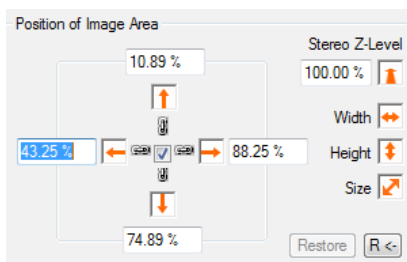 Position of Image Area
Stereo Z-Level
10.89 %
100.00 %
Width
43.25 %
88.25 %
Height
Size
74.89 %
Restore
R <-